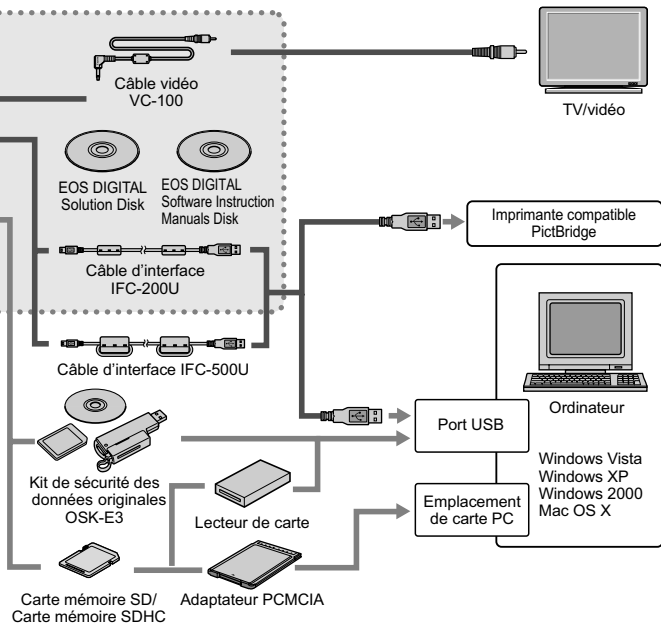 Câble vidéo
VC-100
TV/vidéo
EOS DIGITAL
Solution Disk
EOS DIGITAL
Software Instruction
Manuals Disk
Imprimante compatible
PictBridge
Câble d'interface
IFC-200U
Câble d'interface IFC-500U
Ordinateur
Port USB
Windows Vista
Windows XP
Windows 2000
Mac OS X
Kit de sécurité des
données originales
OSK-E3
Lecteur de carte
Emplacement
de carte PC
Carte mémoire SD/
Carte mémoire SDHC
Adaptateur PCMCIA